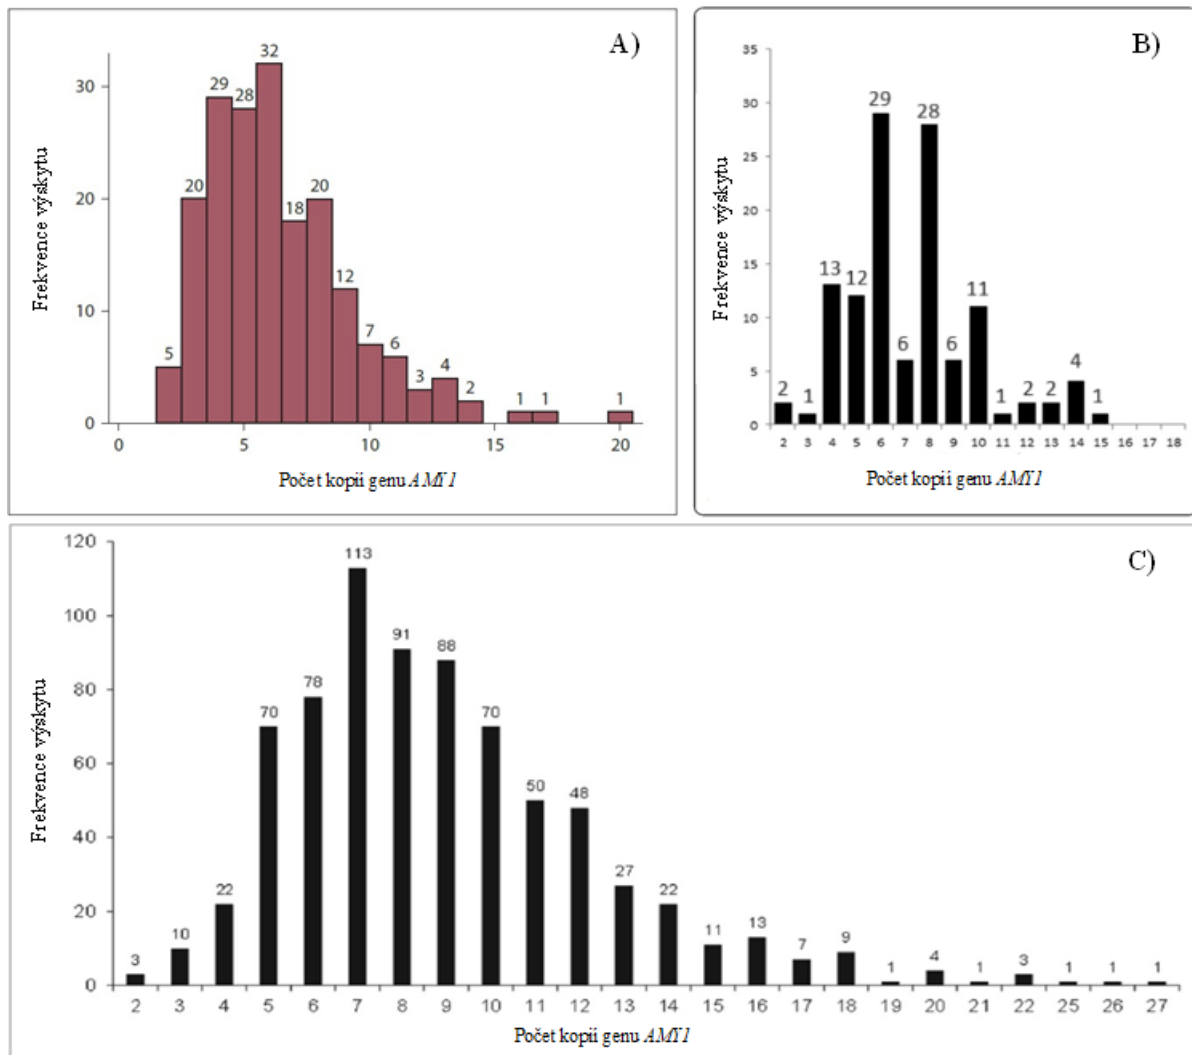 A)
Frekvence výskytu
30
20
10
0
5 20 29 28 32 18 20 12 7 6 3 4 2 1 1 1
0 5 10 15 20
Počet kopií genu AMY1
B)
Frekvence výskytu
35
30
25
20
15
10
5
0
2 1 13 12 29 6 28 6 11 1 2 2 4 1
2 3 4 5 6 7 8 9 10 11 12 13 14 15 16 17 18
Počet kopií genu AMY1
C)
Frekvence výskytu
120
100
80
60
40
20
0
3 10 22 70 78 113 91 88 70 50 48 27 22 11 13 7 9 1 4 1 3 1 1 1
2 3 4 5 6 7 8 9 10 11 12 13 14 15 16 17 18 19 20 21 22 25 26 27
Počet kopií genu AMY1